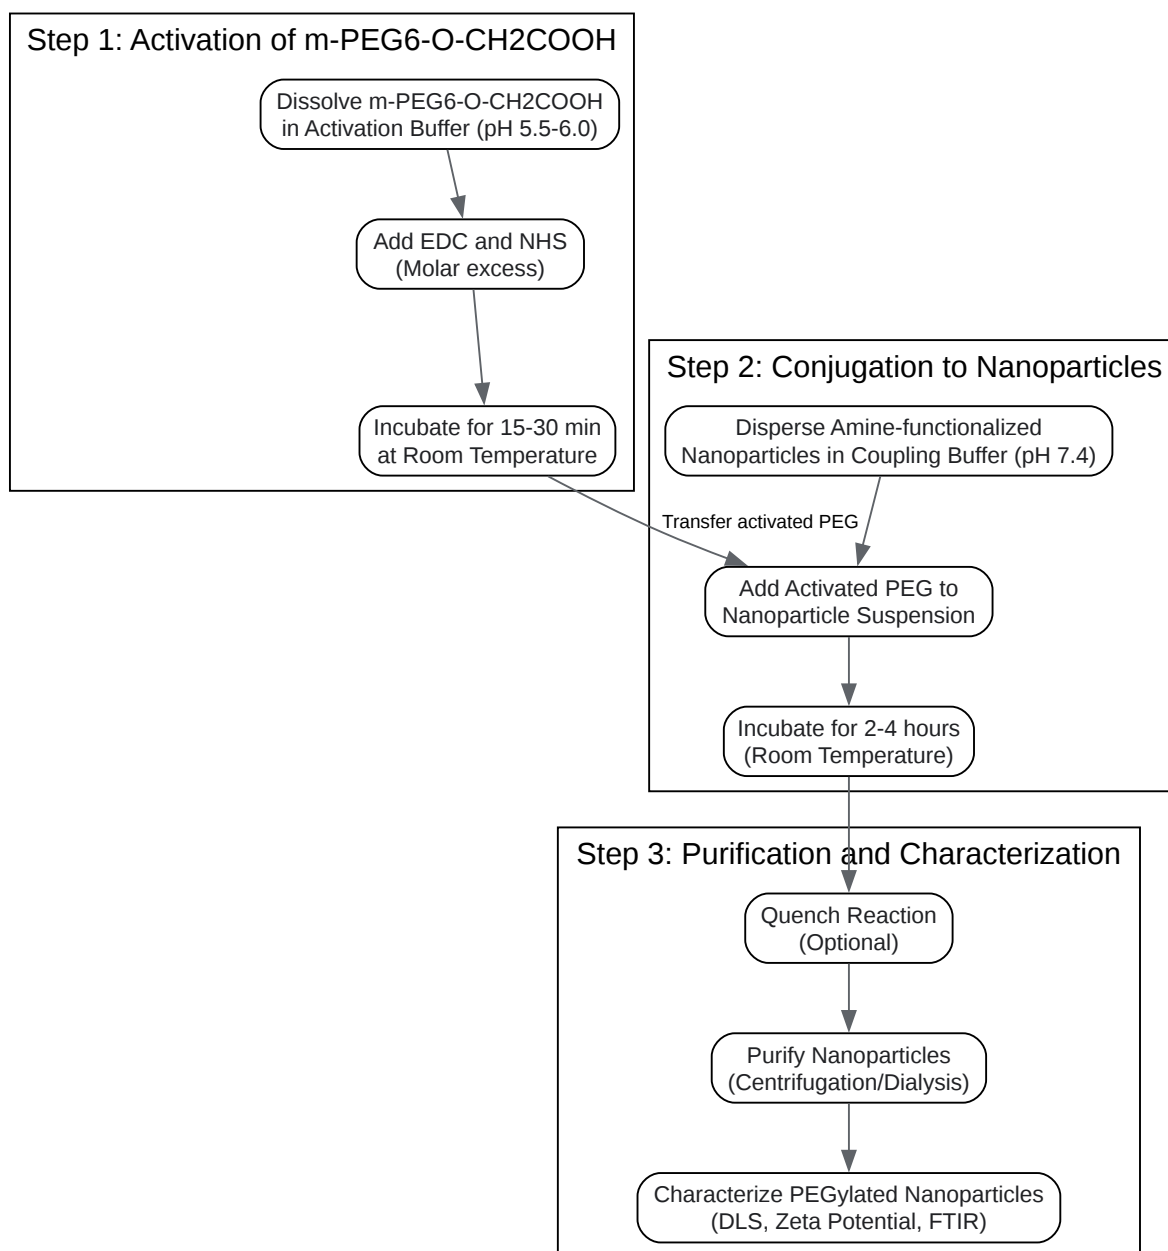 Step 1: Activation of m-PEG6-O-CH2COOH
Dissolve m-PEG6-O-CH2COOH
in Activation Buffer (pH 5.5-6.0)
Add EDC and NHS
(Molar excess)
Incubate for 15-30 min
at Room Temperature
Step 2: Conjugation to Nanoparticles
Disperse Amine-functionalized
Nanoparticles in Coupling Buffer (pH 7.4)
Transfer activated PEG
Add Activated PEG to
Nanoparticle Suspension
Incubate for 2-4 hours
(Room Temperature)
Step 3: Purification and Characterization
Quench Reaction
(Optional)
Purify Nanoparticles
(Centrifugation/Dialysis)
Characterize PEGylated Nanoparticles
(DLS, Zeta Potential, FTIR)